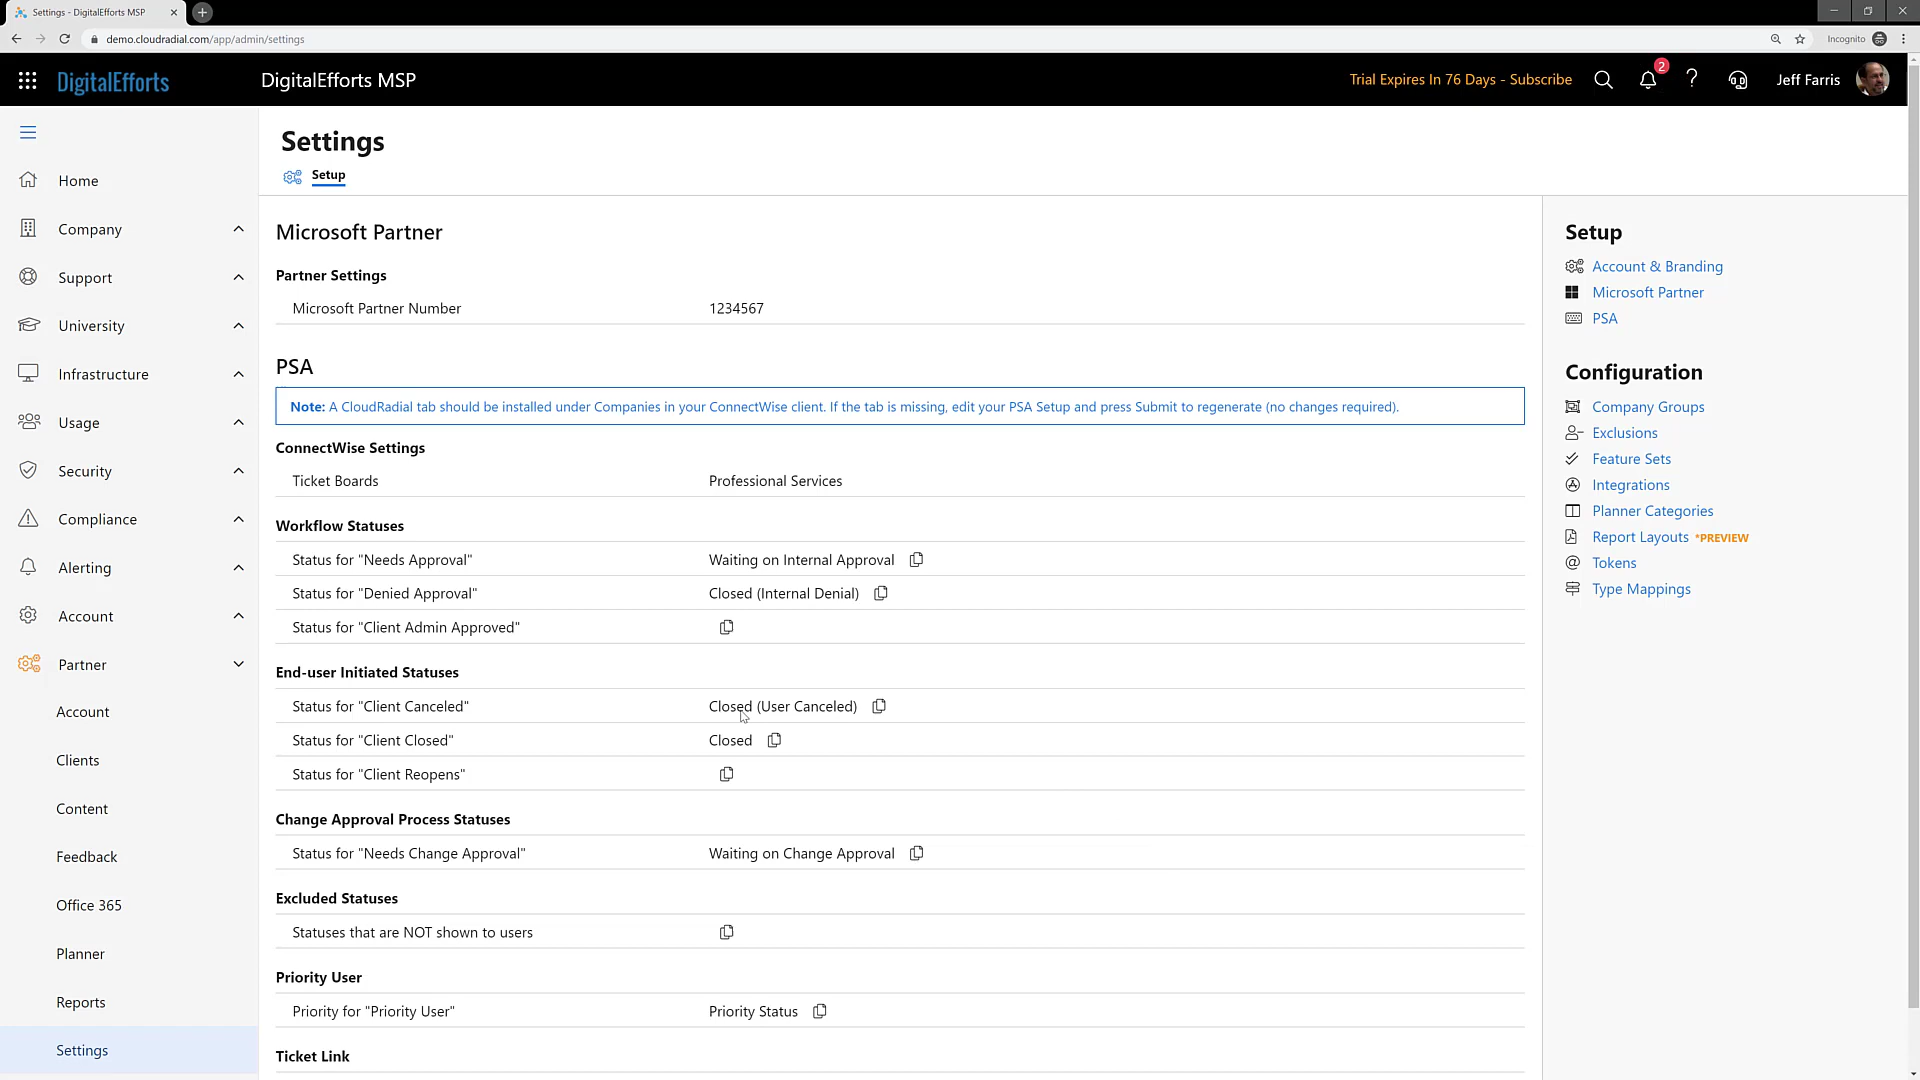 Settings - DigitalEfforts MSP
demo.cloudradial.com/app/admin/settings
Incognito
DigitalEfforts
DigitalEfforts MSP
Trial Expires In 76 Days - Subscribe
2
Jeff Farris
Home
Company
Support
University
Infrastructure
Usage
Security
Compliance
Alerting
Account
Partner
Account
Clients
Content
Feedback
Office 365
Planner
Reports
Settings
Settings
Setup
Microsoft Partner
Partner Settings
Microsoft Partner Number 1234567
PSA
Note: A CloudRadial tab should be installed under Companies in your ConnectWise client. If the tab is missing, edit your PSA Setup and press Submit to regenerate (no changes required).
ConnectWise Settings
Ticket Boards Professional Services
Workflow Statuses
Status for "Needs Approval" Waiting on Internal Approval
Status for "Denied Approval" Closed (Internal Denial)
Status for "Client Admin Approved"
End-user Initiated Statuses
Status for "Client Canceled" Closed (User Canceled)
Status for "Client Closed" Closed
Status for "Client Reopens"
Change Approval Process Statuses
Status for "Needs Change Approval" Waiting on Change Approval
Excluded Statuses
Statuses that are NOT shown to users
Priority User
Priority for "Priority User" Priority Status
Ticket Link
Setup
Account & Branding
Microsoft Partner
PSA
Configuration
Company Groups
Exclusions
Feature Sets
Integrations
Planner Categories
Report Layouts *PREVIEW
Tokens
Type Mappings